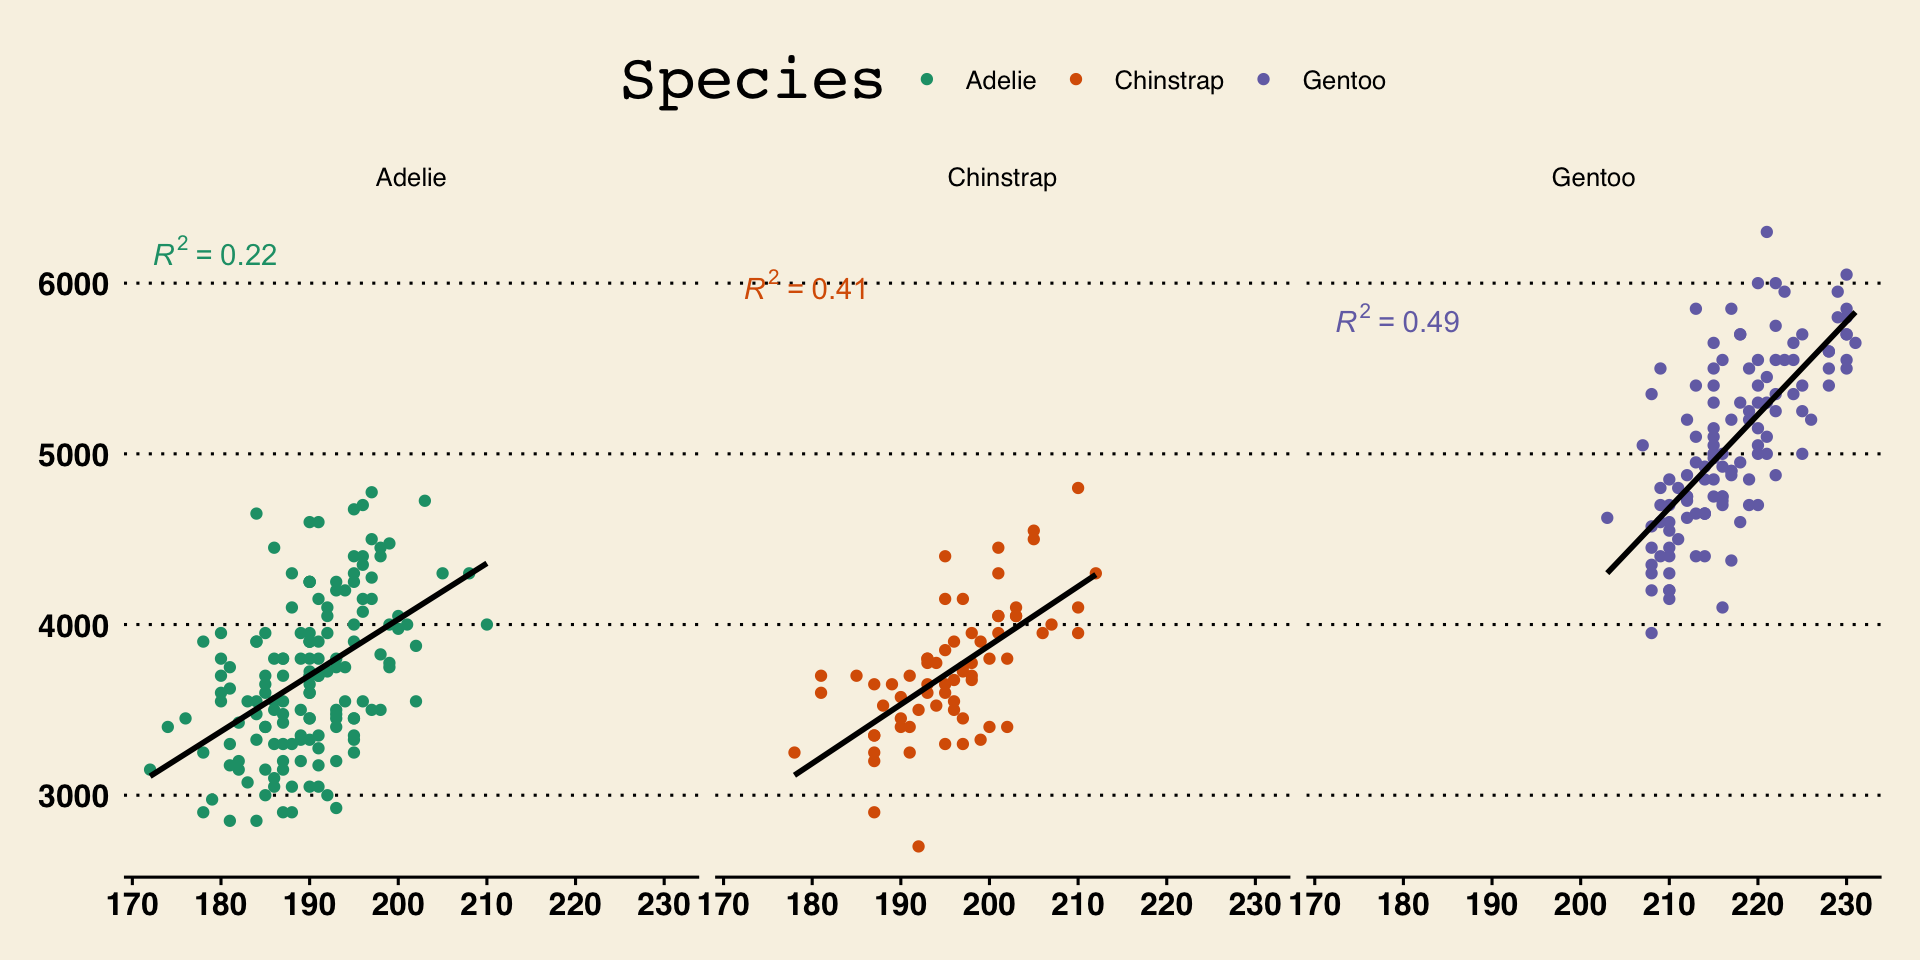 Species Adelie Chinstrap Gentoo
Adelie Chinstrap Gentoo
R² = 0.22
6000
R² = 0.41
R² = 0.49
5000
4000
3000
170 180 190 200 210 220 230 170 180 190 200 210 220 230 170 180 190 200 210 220 230